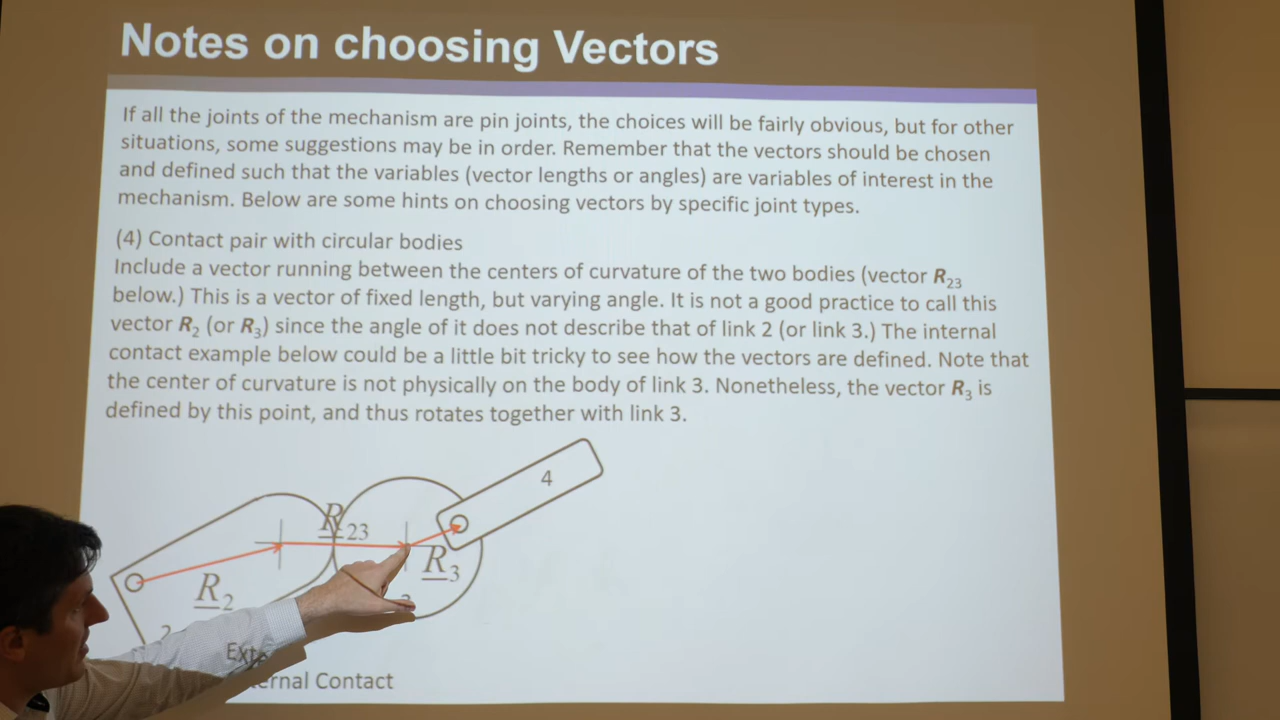 Notes on choosing Vectors
If all the joints of the mechanism are pin joints, the choices will be fairly obvious, but for other
situations, some suggestions may be in order. Remember that the vectors should be chosen
and defined such that the variables (vector lengths or angles) are variables of interest in the
mechanism. Below are some hints on choosing vectors by specific joint types.
(4) Contact pair with circular bodies
Include a vector running between the centers of curvature of the two bodies (vector R23
below.) This is a vector of fixed length, but varying angle. It is not a good practice to call this
vector R2 (or R3) since the angle of it does not describe that of link 2 (or link 3.) The internal
contact example below could be a little bit tricky to see how the vectors are defined. Note that
the center of curvature is not physically on the body of link 3. Nonetheless, the vector R3 is
defined by this point, and thus rotates together with link 3.
4
R23
R3
R2
2
Contact